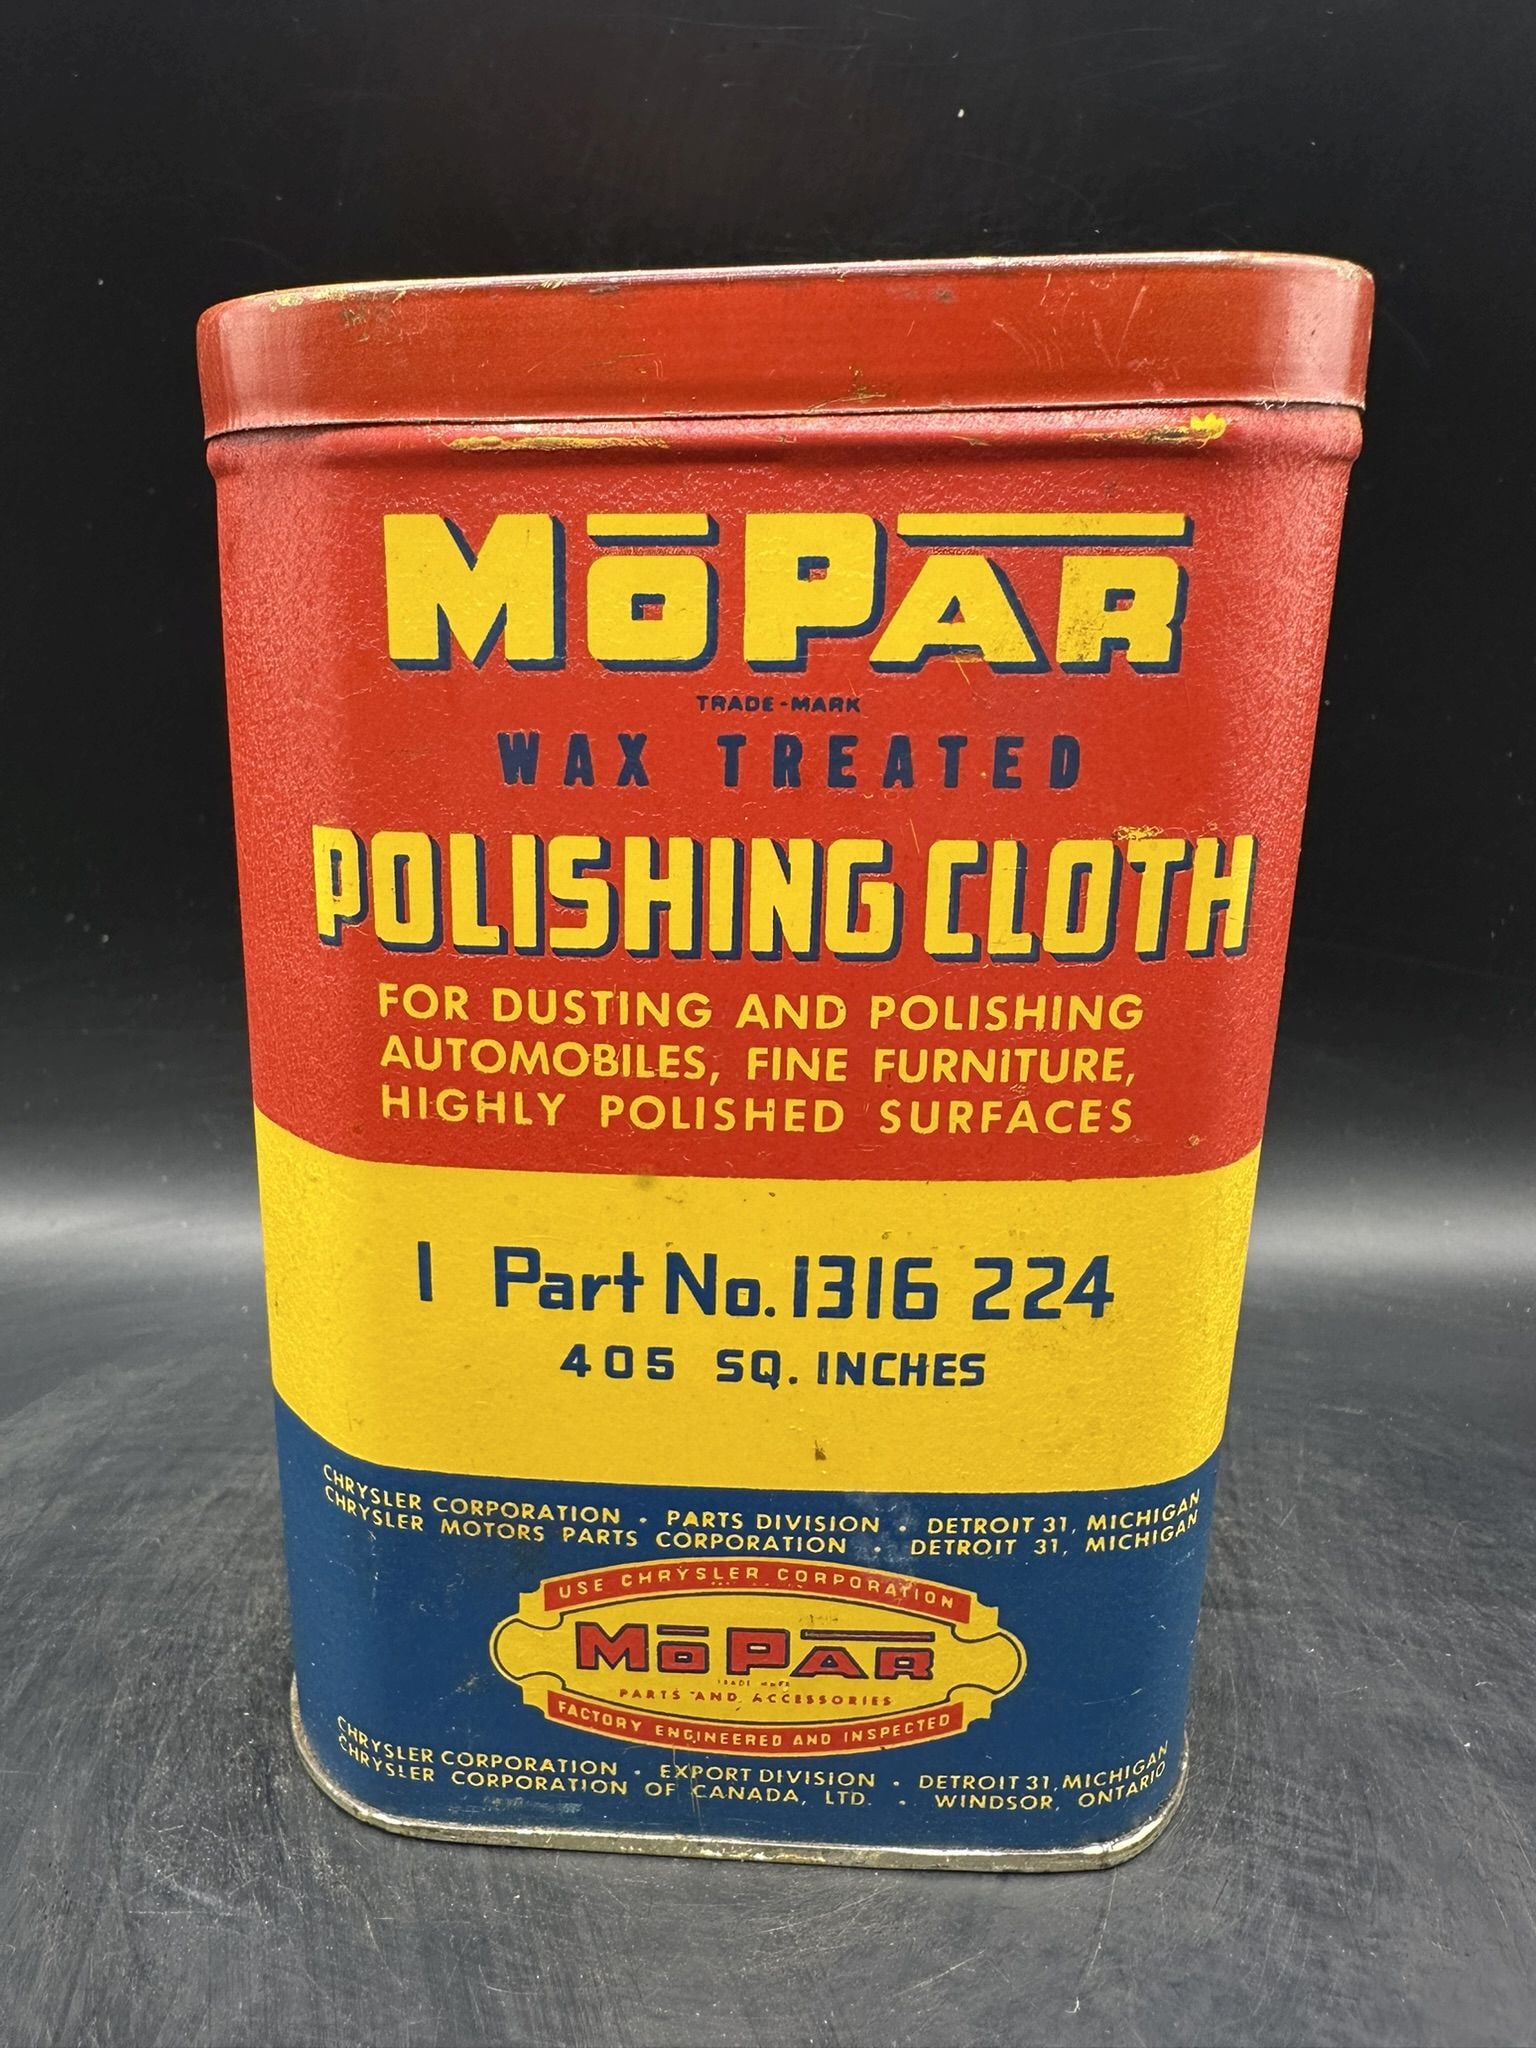 MōPAR
TRADE-MARK
WAX TREATED
POLISHING CLOTH
FOR DUSTING AND POLISHING
AUTOMOBILES, FINE FURNITURE,
HIGHLY POLISHED SURFACES
1 Part No. 1316 224
405 SQ. INCHES
CHRYSLER CORPORATION · PARTS DIVISION · DETROIT 31, MICHIGAN
CHRYSLER MOTORS PARTS CORPORATION · DETROIT 31, MICHIGAN
USE CHRYSLER CORPORATION
MōPAR
TRADE MARK
PARTS AND ACCESSORIES
FACTORY ENGINEERED AND INSPECTED
CHRYSLER CORPORATION · EXPORT DIVISION · DETROIT 31, MICHIGAN
CHRYSLER CORPORATION OF CANADA, LTD. · WINDSOR, ONTARIO